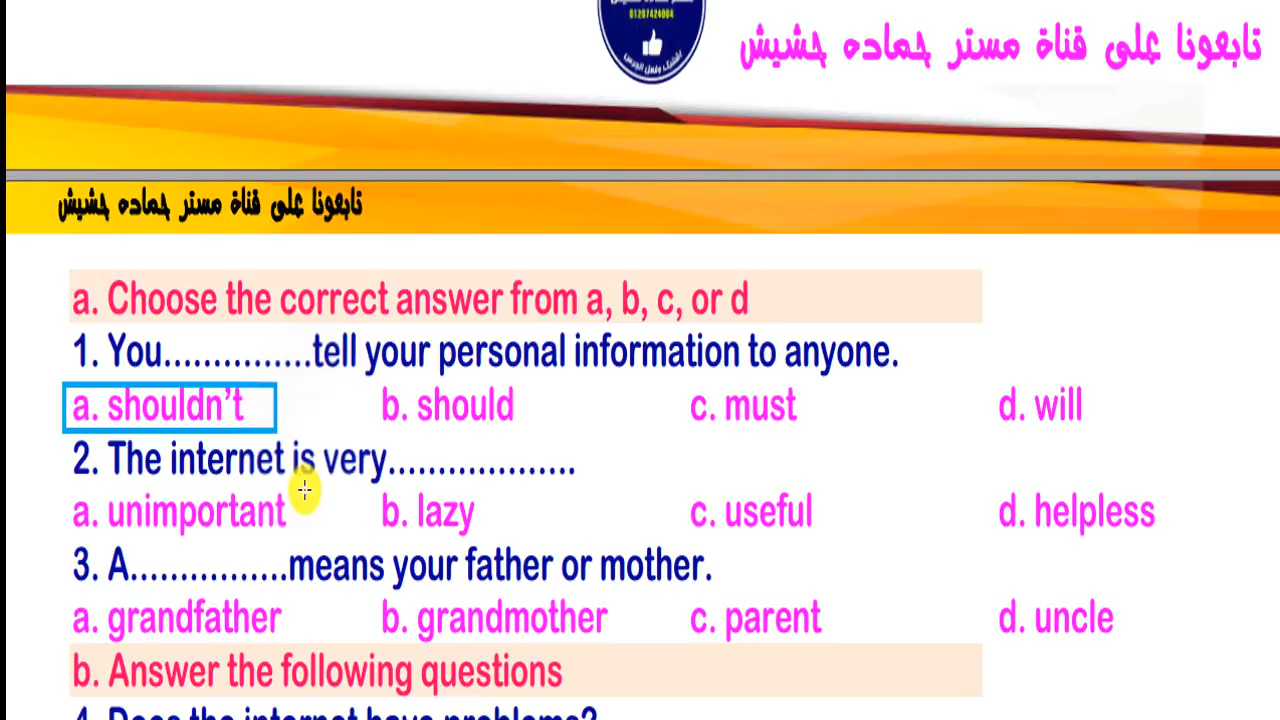 01287424004
تابعونا على قناة مستر حماده حشيش
تابعونا على قناة مستر حماده حشيش
a. Choose the correct answer from a, b, c, or d
1. You...............tell your personal information to anyone.
a. shouldn't b. should c. must d. will
2. The internet is very...................
a. unimportant b. lazy c. useful d. helpless
3. A................means your father or mother.
a. grandfather b. grandmother c. parent d. uncle
b. Answer the following questions
4. Does the internet have problems?